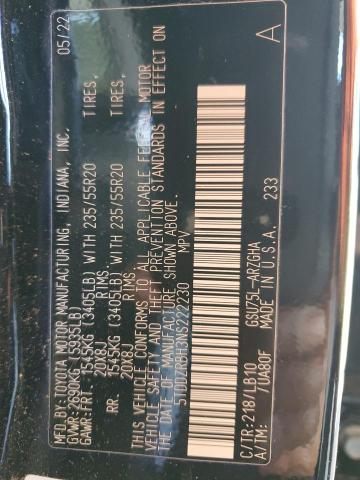 MFD.BY:TOYOTA MOTOR MANUFACTURING, INDIANA, INC. 05/22
GVWR:2690KG (5935LB)
GAWR:FRT. 1545KG (3405LB) WITH 235/55R20 TIRES,
20X8J RIMS,
RR. 1545KG (3405LB) WITH 235/55R20 TIRES,
20X8J RIMS,
THIS VEHICLE CONFORMS TO ALL APPLICABLE FEDERAL MOTOR
VEHICLE SAFETY AND THEFT PREVENTION STANDARDS IN EFFECT ON
THE DATE OF MANUFACTURE SHOWN ABOVE.
5TDDZRBH3NS222230 MPV A
C/TR:218/LB10 GSU75L-ARZGHA
A/TM: 7UA80F MADE IN U.S.A. 233